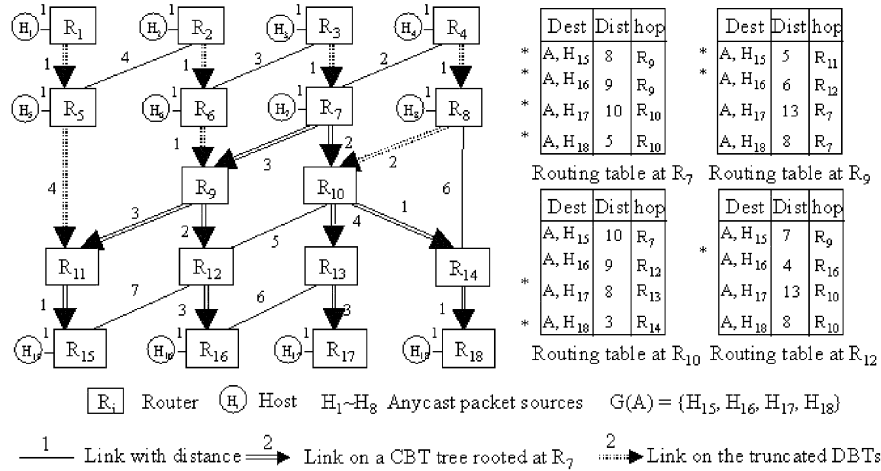 1 1 1 1
H₁ R₁ H₂ R₂ H₃ R₃ H₄ R₄
4 3 2
1 1 1 1
1 1 1 1
H₅ R₅ H₆ R₆ H₇ R₇ H₈ R₈
1 3 2 2
R₉ R₁₀
4 6
3 2 5 4 1
R₁₁ R₁₂ R₁₃ R₁₄
7 6
1 3 3 1
1 1 1 1
R₁₅ H₁₆ R₁₆ H₁₇ R₁₇ H₁₈ R₁₈
Dest Dist hop
* A, H₁₅ 8 R₉
* A, H₁₆ 9 R₉
* A, H₁₇ 10 R₁₀
* A, H₁₈ 5 R₁₀
Routing table at R₇
Dest Dist hop
* A, H₁₅ 5 R₁₁
* A, H₁₆ 6 R₁₂
A, H₁₇ 13 R₇
A, H₁₈ 8 R₇
Routing table at R₉
Dest Dist hop
A, H₁₅ 10 R₇
A, H₁₆ 9 R₁₂
* A, H₁₇ 8 R₁₃
* A, H₁₈ 3 R₁₄
Routing table at R₁₀
Dest Dist hop
A, H₁₅ 7 R₉
* A, H₁₆ 4 R₁₆
A, H₁₇ 13 R₁₀
A, H₁₈ 8 R₁₀
Routing table at R₁₂
Rᵢ Router Hᵢ Host H₁~H₈ Anycast packet sources G(A) = {H₁₅, H₁₆, H₁₇, H₁₈}
1 Link with distance 2 Link on a CBT tree rooted at R₇ 2 Link on the truncated DBTs